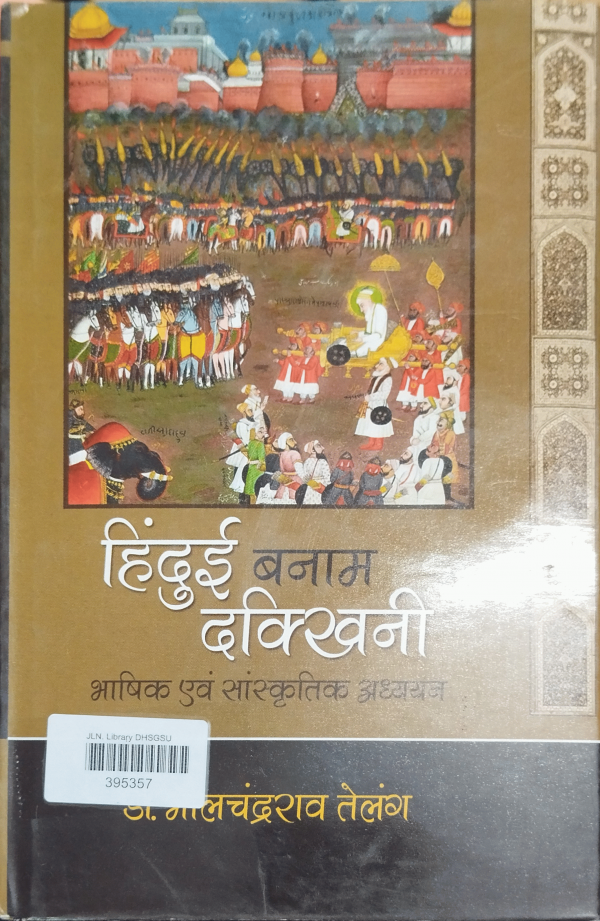 हिंदुई बनाम
दक्खिनी
भाषिक एवं सांस्कृतिक अध्ययन
JLN. Library DHSGSU
395357
डॉ. भालचंद्रराव तेलंग